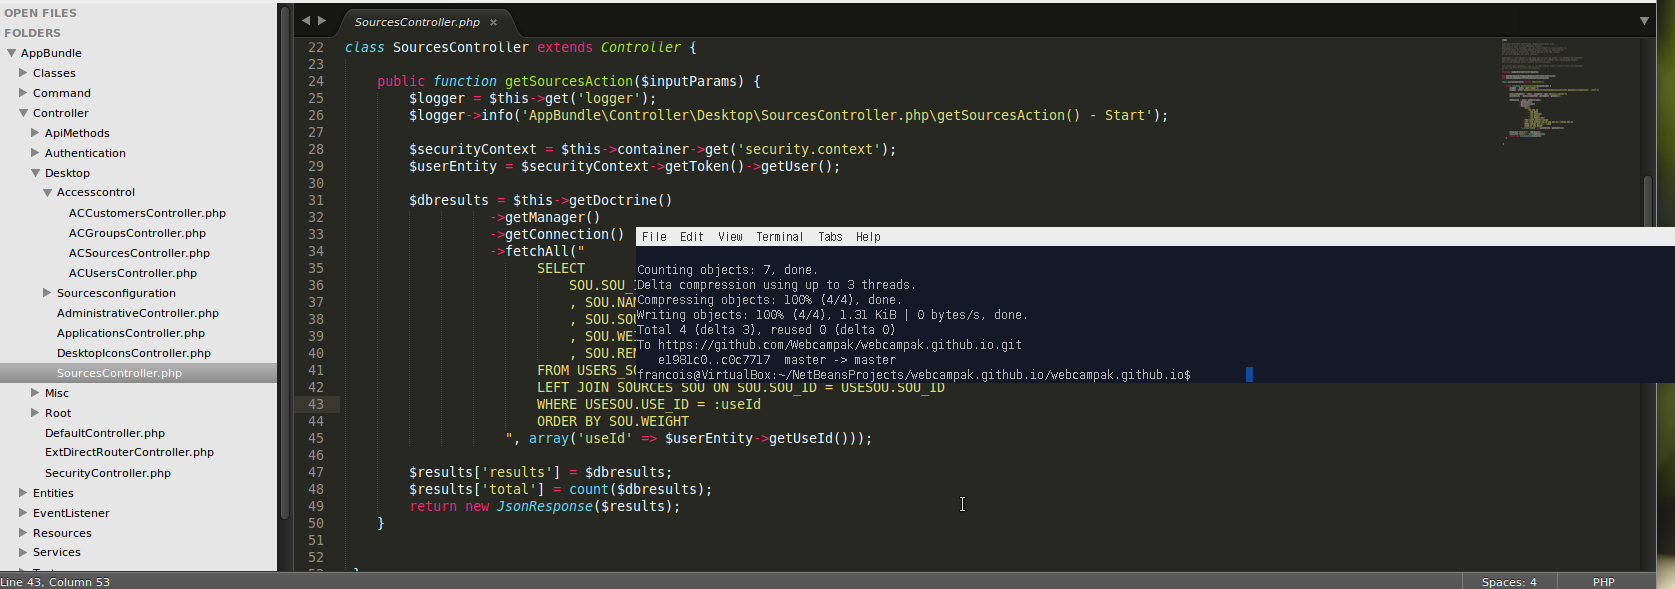 OPEN FILES
FOLDERS
AppBundle
Classes
Command
Controller
ApiMethods
Authentication
Desktop
Accesscontrol
ACCustomersController.php
ACGroupsController.php
ACSourcesController.php
ACUsersController.php
Sourcesconfiguration
AdministrativeController.php
ApplicationsController.php
DesktopIconsController.php
SourcesController.php
Misc
Root
DefaultController.php
ExtDirectRouterController.php
SecurityController.php
Entities
EventListener
Resources
Services
SourcesController.php ×
22 class SourcesController extends Controller {
23
24 public function getSourcesAction($inputParams) {
25 $logger = $this->get('logger');
26 $logger->info('AppBundle\Controller\Desktop\SourcesController.php\getSourcesAction() - Start');
27
28 $securityContext = $this->container->get('security.context');
29 $userEntity = $securityContext->getToken()->getUser();
30
31 $dbresults = $this->getDoctrine()
32 ->getManager()
33 ->getConnection()
34 ->fetchAll("
35 SELECT
36 SOU.SOU_
37 , SOU.NA
38 , SOU.SO
39 , SOU.WE
40 , SOU.RE
41 FROM USERS_SO
42 LEFT JOIN SOURCES SOU ON SOU.SOU_ID = USESOU.SOU_ID
43 WHERE USESOU.USE_ID = :useId
44 ORDER BY SOU.WEIGHT
45 ", array('useId' => $userEntity->getUseId()));
46
47 $results['results'] = $dbresults;
48 $results['total'] = count($dbresults);
49 return new JsonResponse($results);
50 }
51
52
File Edit View Terminal Tabs Help
Counting objects: 7, done.
Delta compression using up to 3 threads.
Compressing objects: 100% (4/4), done.
Writing objects: 100% (4/4), 1.31 KiB | 0 bytes/s, done.
Total 4 (delta 3), reused 0 (delta 0)
To https://github.com/Webcampak/webcampak.github.io.git
e1981c0..c0c7717 master -> master
francois@VirtualBox:~/NetBeansProjects/webcampak.github.io/webcampak.github.io$
Line 43, Column 53
Spaces: 4
PHP